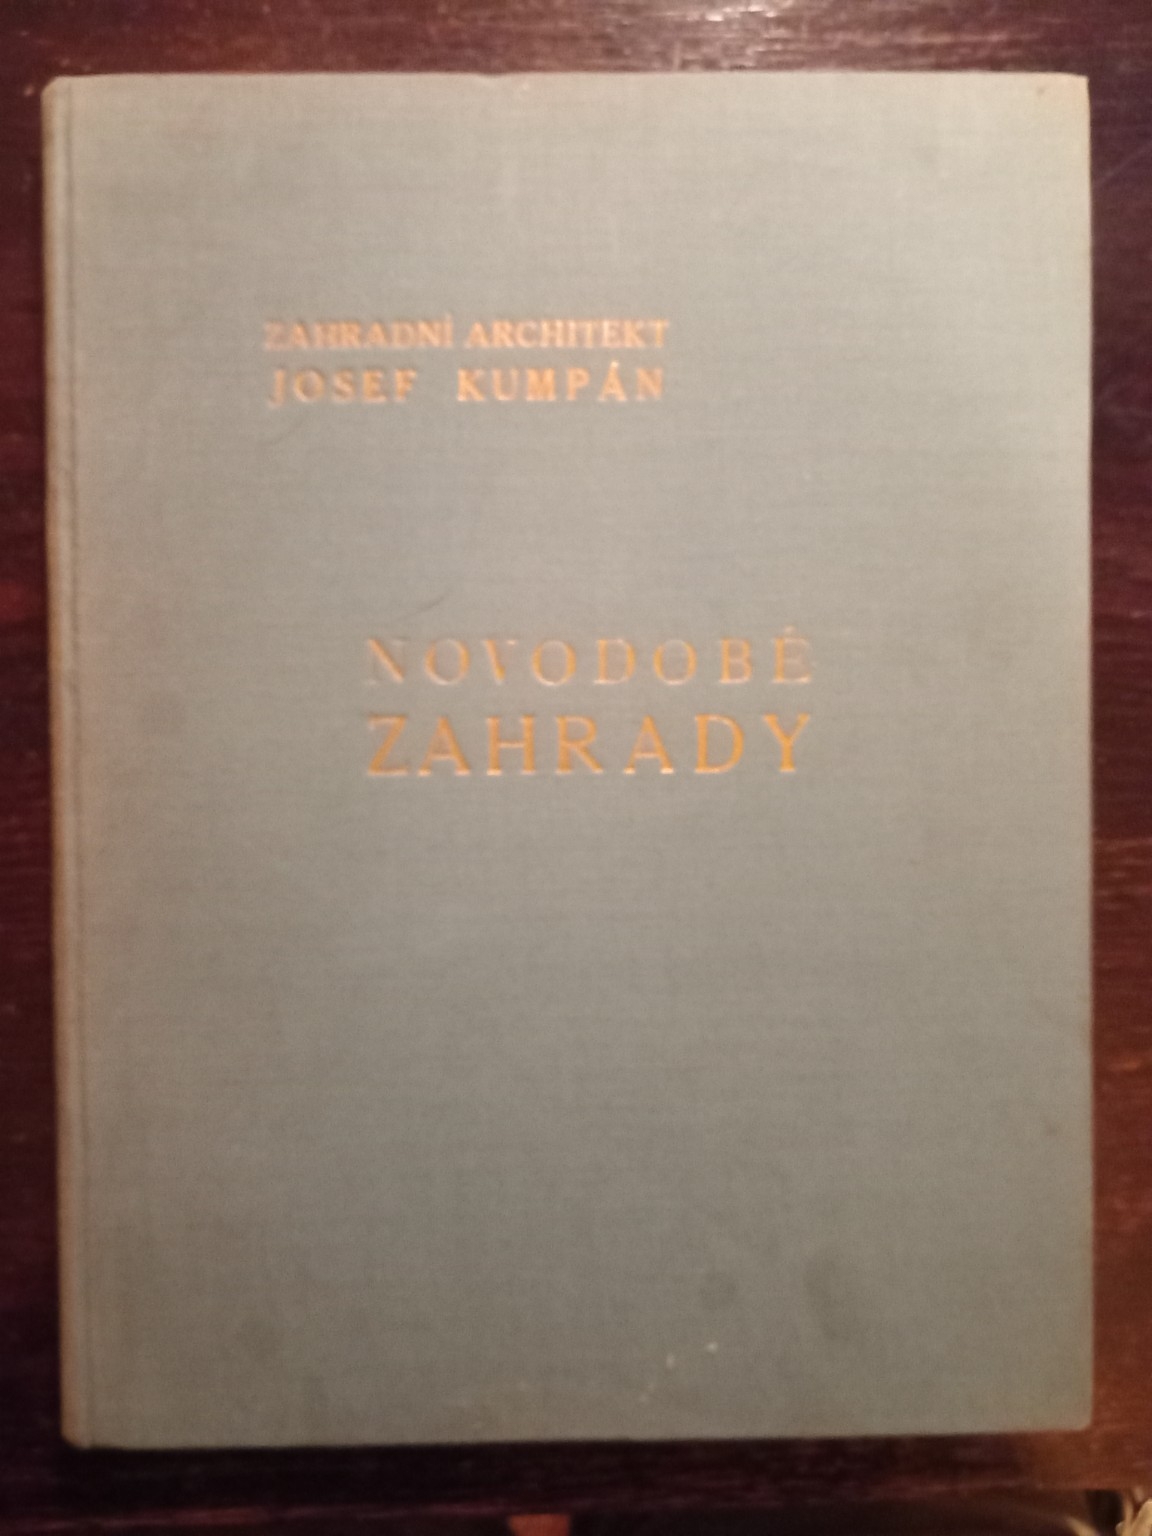 ZAHRADNÍ ARCHITEKT
JOSEF KUMPÁN
NOVODOBÉ
ZAHRADY